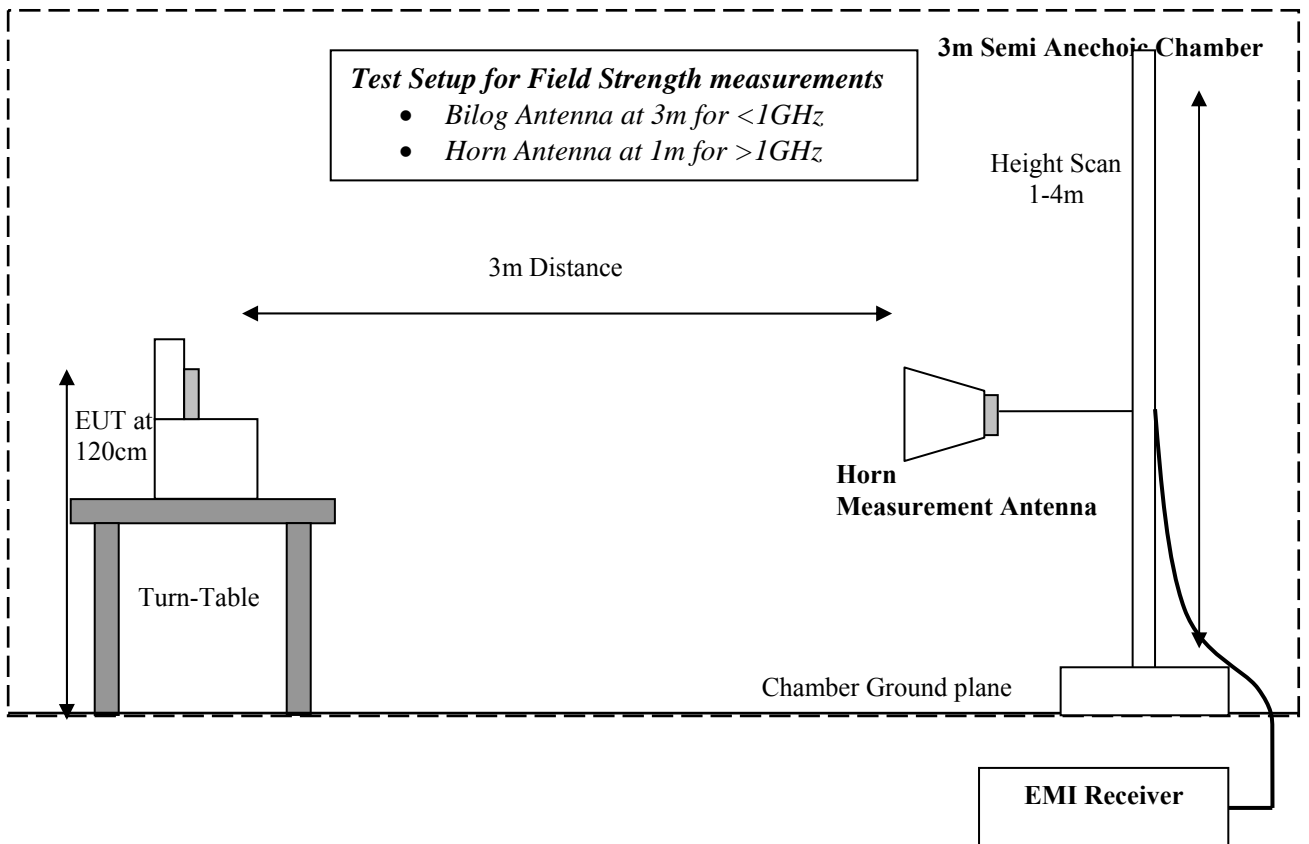 3m Semi Anechoic Chamber
Test Setup for Field Strength measurements
• Bilog Antenna at 3m for <1GHz
• Horn Antenna at 1m for >1GHz
Height Scan
1-4m
3m Distance
EUT at
120cm
Horn
Measurement Antenna
Turn-Table
Chamber Ground plane
EMI Receiver